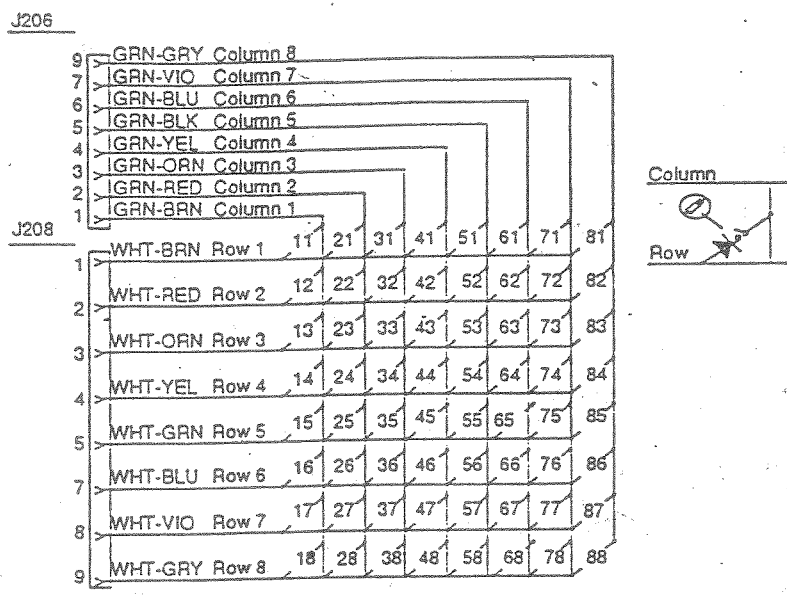 J206
9 GRN-GRY Column 8
7 GRN-VIO Column 7
6 GRN-BLU Column 6
5 GRN-BLK Column 5
4 GRN-YEL Column 4
3 GRN-ORN Column 3
2 GRN-RED Column 2
1 GRN-BRN Column 1
J208
1 WHT-BRN Row 1 11 21 31 41 51 61 71 81
2 WHT-RED Row 2 12 22 32 42 52 62 72 82
3 WHT-ORN Row 3 13 23 33 43 53 63 73 83
4 WHT-YEL Row 4 14 24 34 44 54 64 74 84
5 WHT-GRN Row 5 15 25 35 45 55 65 75 85
7 WHT-BLU Row 6 16 26 36 46 56 66 76 86
8 WHT-VIO Row 7 17 27 37 47 57 67 77 87
9 WHT-GRY Row 8 18 28 38 48 58 68 78 88
Column
Row